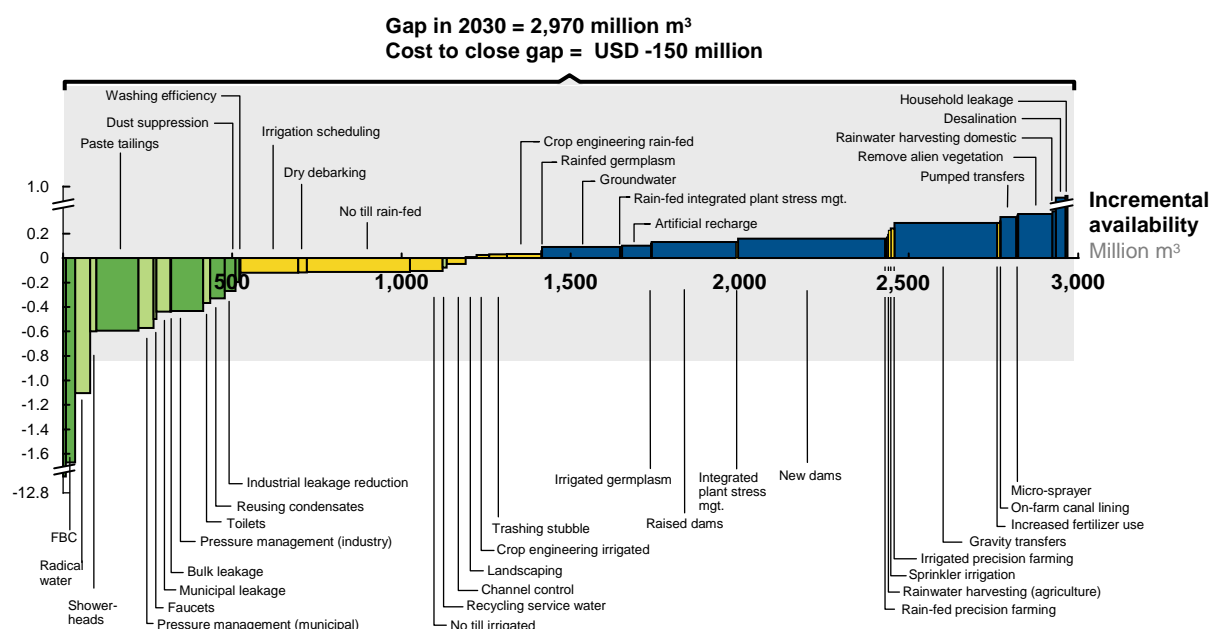 Gap in 2030 = 2,970 million m³
Cost to close gap =  USD -150 million
Washing efficiency
Dust suppression
Paste tailings
Irrigation scheduling
Dry debarking
No till rain-fed
Crop engineering rain-fed
Rainfed germplasm
Groundwater
Rain-fed integrated plant stress mgt.
Artificial recharge
Household leakage
Desalination
Rainwater harvesting domestic
Remove alien vegetation
Pumped transfers
Incremental
availability
Million m³
1.0
0.2
0
-0.2
-0.4
-0.6
-0.8
-1.0
-1.2
-1.4
-1.6
-12.8
500
1,000
1,500
2,000
2,500
3,000
FBC
Radical
water
Shower-
heads
Industrial leakage reduction
Reusing condensates
Toilets
Pressure management (industry)
Bulk leakage
Municipal leakage
Faucets
Pressure management (municipal)
Trashing stubble
Crop engineering irrigated
Landscaping
Channel control
Recycling service water
No till irrigated
Irrigated germplasm
Raised dams
Integrated
plant stress
mgt.
New dams
Micro-sprayer
On-farm canal lining
Increased fertilizer use
Gravity transfers
Irrigated precision farming
Sprinkler irrigation
Rainwater harvesting (agriculture)
Rain-fed precision farming